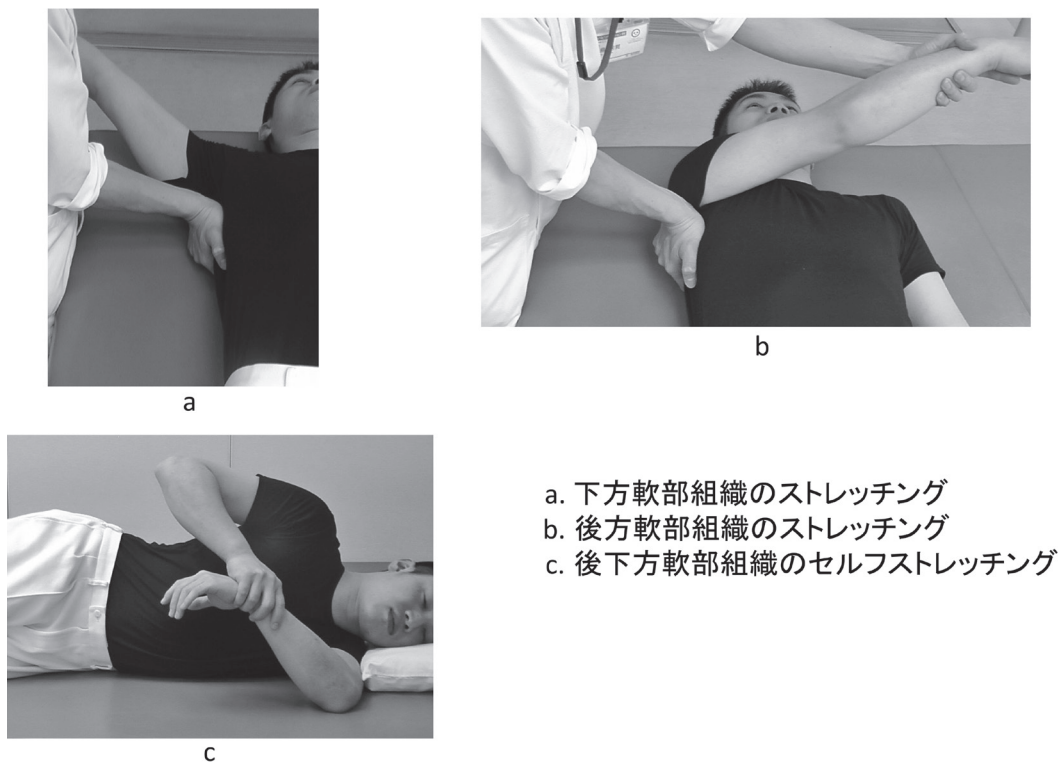 a
b
c
a. 下方軟部組織のストレッチング
b. 後方軟部組織のストレッチング
c. 後下方軟部組織のセルフストレッチング